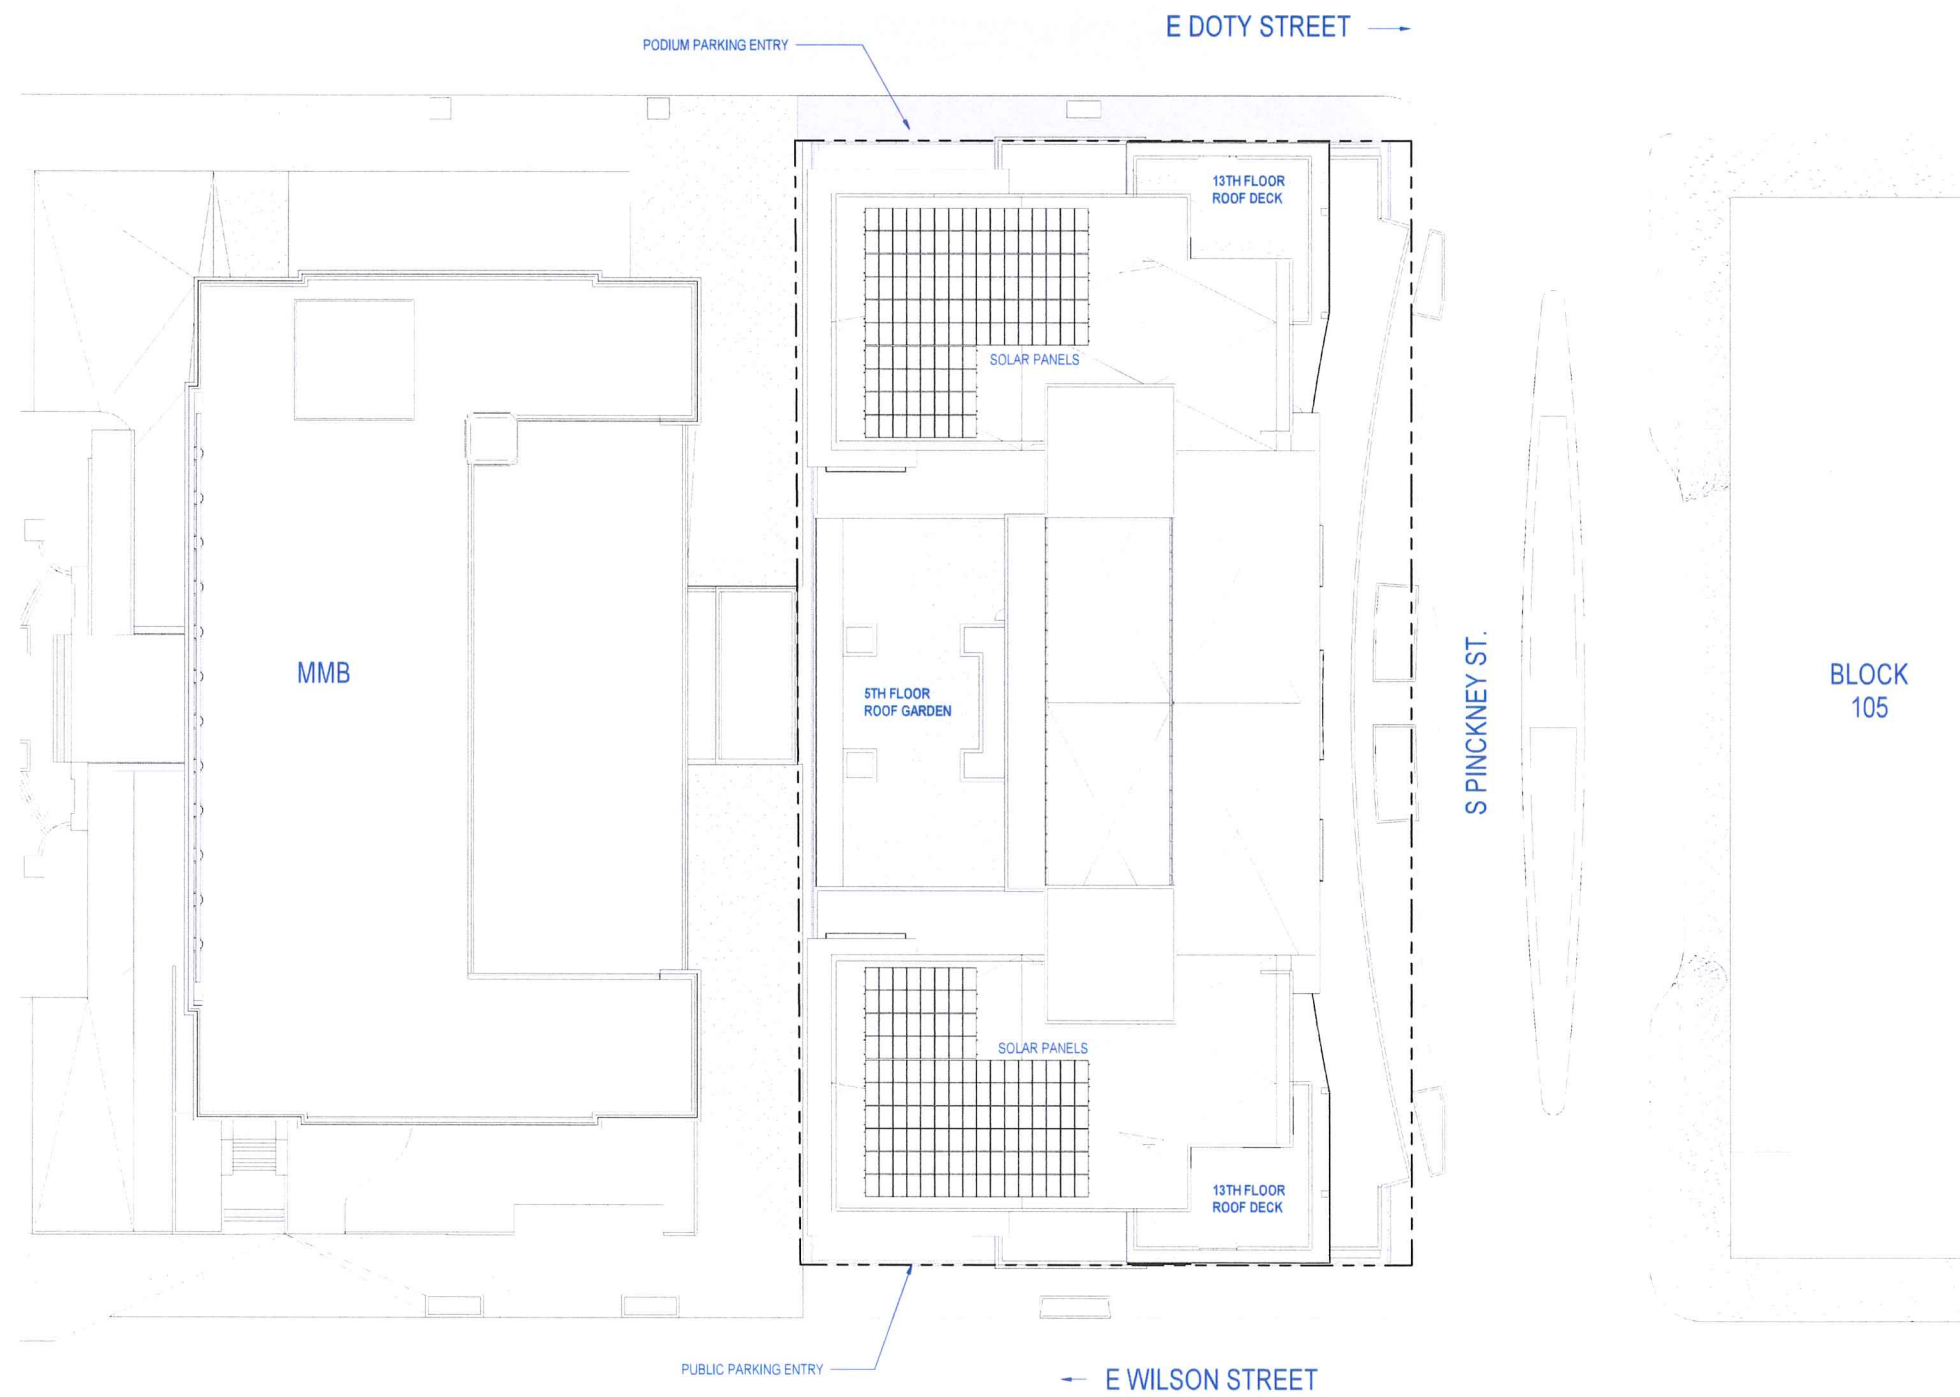 E DOTY STREET
PODIUM PARKING ENTRY
13TH FLOOR
ROOF DECK
SOLAR PANELS
MMB
5TH FLOOR
ROOF GARDEN
S PINCKNEY ST.
BLOCK
105
SOLAR PANELS
13TH FLOOR
ROOF DECK
PUBLIC PARKING ENTRY
E WILSON STREET